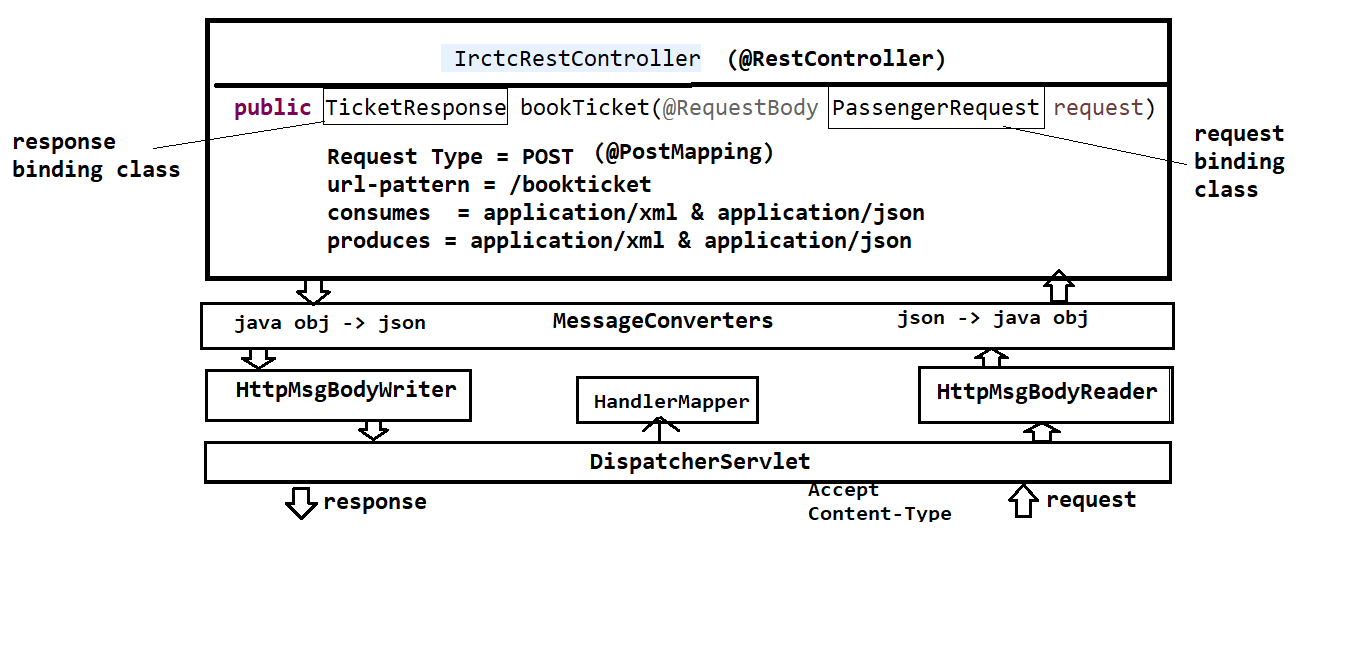 IrctcRestController (@RestController)
public TicketResponse bookTicket(@RequestBody PassengerRequest request)
response
binding class
request
binding
class
Request Type = POST (@PostMapping)
url-pattern = /bookticket
consumes = application/xml & application/json
produces = application/xml & application/json
java obj -> json
MessageConverters
json -> java obj
HttpMsgBodyWriter
HandlerMapper
HttpMsgBodyReader
DispatcherServlet
response
Accept
Content-Type
request